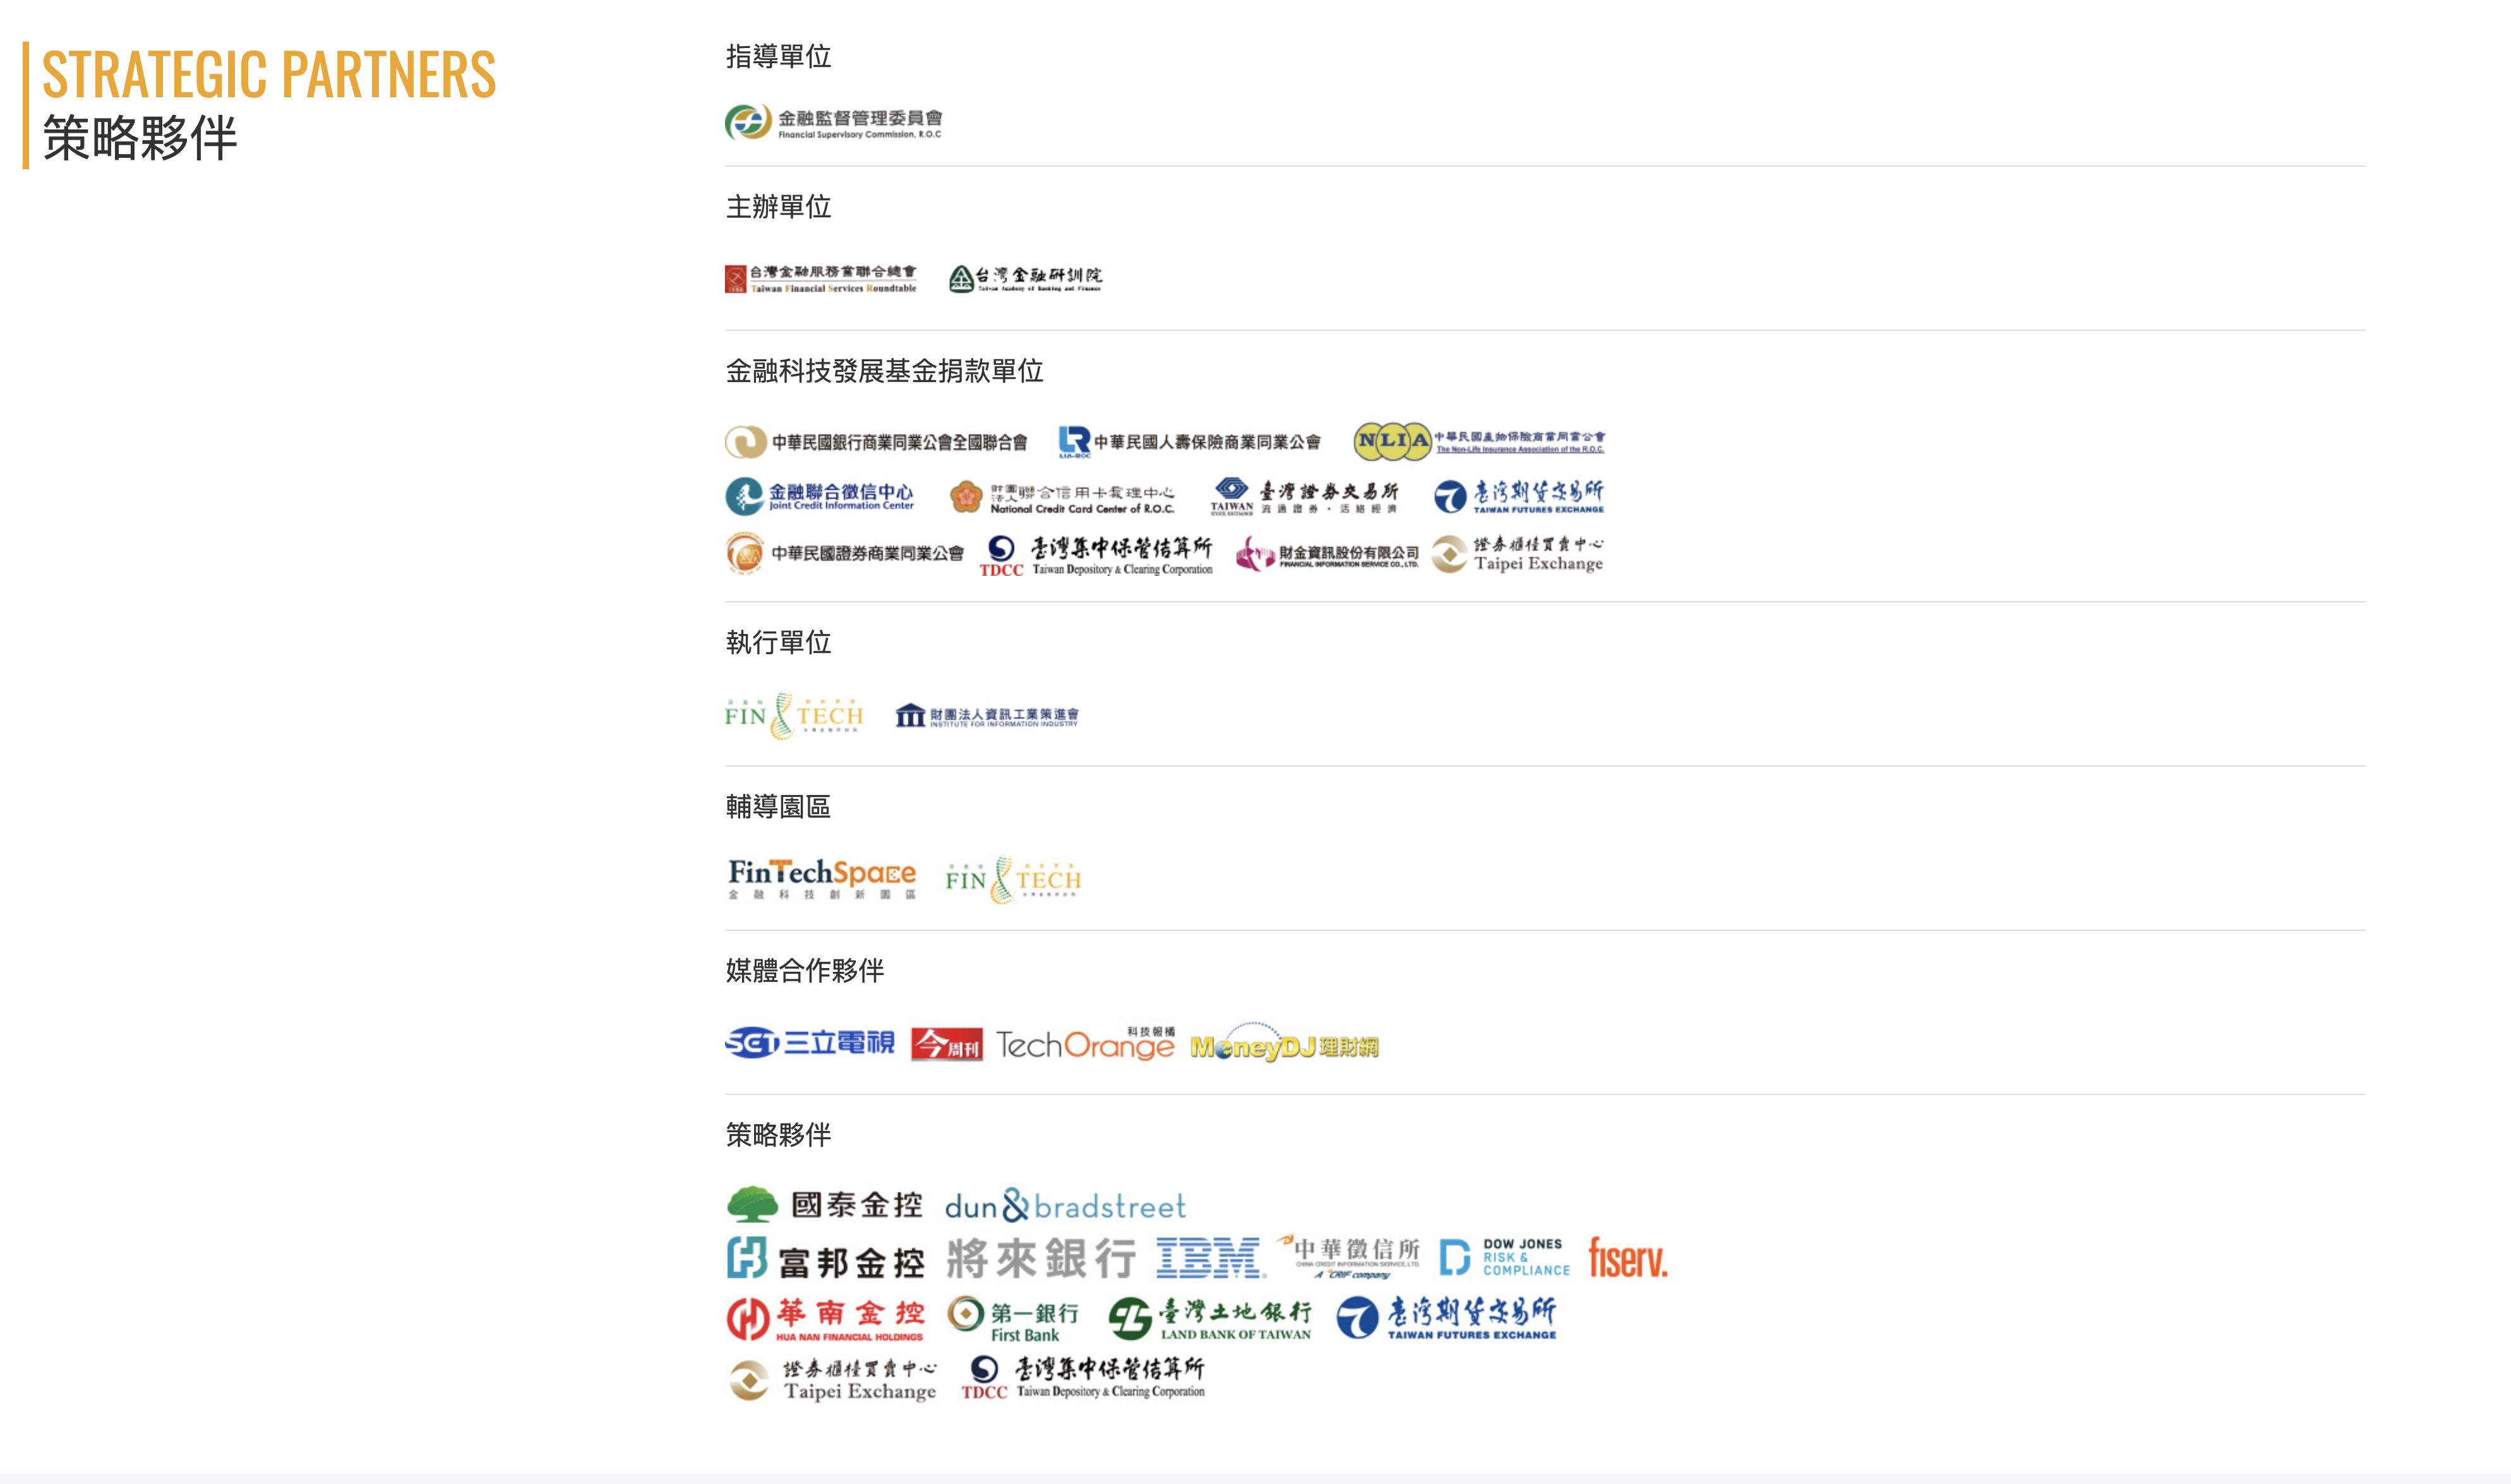 STRATEGIC PARTNERS
策略夥伴
指導單位
金融監督管理委員會
Financial Supervisory Commission, R.O.C
主辦單位
台灣金融服務業聯合總會
Taiwan Financial Services Roundtable
台灣金融研訓院
Taiwan Academy of Banking and Finance
金融科技發展基金捐款單位
中華民國銀行商業同業公會全國聯合會
LIA-ROC
中華民國人壽保險商業同業公會
NLIA
中華民國產物保險商業同業公會
The Non-Life Insurance Association of the R.O.C.
金融聯合徵信中心
Joint Credit Information Center
財團法人聯合信用卡處理中心
National Credit Card Center of R.O.C.
臺灣證券交易所
TAIWAN
STOCK EXCHANGE
流通證券・活絡經濟
臺灣期貨交易所
TAIWAN FUTURES EXCHANGE
中華民國證券商業同業公會
臺灣集中保管結算所
TDCC Taiwan Depository & Clearing Corporation
財金資訊股份有限公司
FINANCIAL INFORMATION SERVICE CO., LTD.
證券櫃檯買賣中心
Taipei Exchange
執行單位
FIN TECH
財團法人資訊工業策進會
INSTITUTE FOR INFORMATION INDUSTRY
輔導園區
FinTechSpace
金融科技創新園區
FIN TECH
媒體合作夥伴
SET 三立電視
今周刊
科技報橘
TechOrange
MoneyDJ理財網
策略夥伴
國泰金控
dun & bradstreet
富邦金控
將來銀行
IBM
中華徵信所
CHINA CREDIT INFORMATION SERVICE, LTD.
A CRIF company
DOW JONES
RISK &
COMPLIANCE
fiserv.
華南金控
HUA NAN FINANCIAL HOLDINGS
第一銀行
First Bank
臺灣土地銀行
LAND BANK OF TAIWAN
臺灣期貨交易所
TAIWAN FUTURES EXCHANGE
證券櫃檯買賣中心
Taipei Exchange
臺灣集中保管結算所
TDCC Taiwan Depository & Clearing Corporation